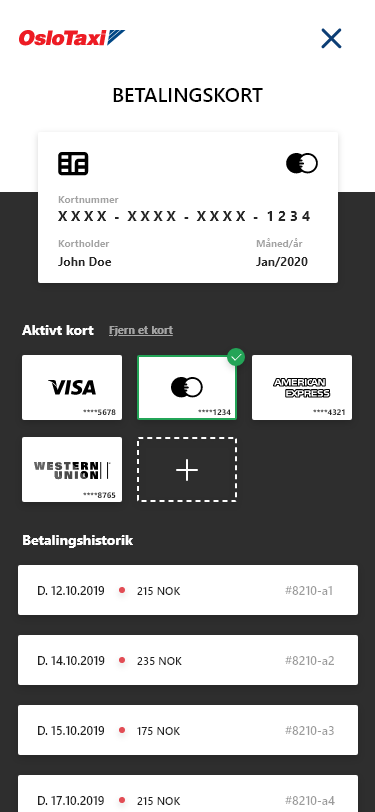 OsloTaxi
BETALINGSKORT
Kortnummer
XXXX - XXXX - XXXX - 1234
Kortholder
Måned/år
John Doe
Jan/2020
Aktivt kort
Fjern et kort
VISA
****5678
****1234
AMERICAN
EXPRESS
****4321
WESTERN
UNION
****8765
Betalingshistorik
D. 12.10.2019 215 NOK #8210-a1
D. 14.10.2019 235 NOK #8210-a2
D. 15.10.2019 175 NOK #8210-a3
D. 17.10.2019 215 NOK #8210-a4